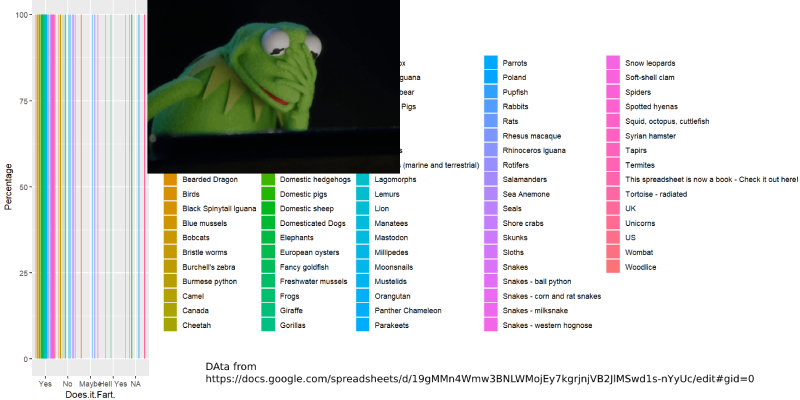 100
75
50
25
0
Percentage
Yes No Maybe Hell Yes NA
Does.it.Fart.
Bearded Dragon
Birds
Black Spinytail Iguana
Blue mussels
Bobcats
Bristle worms
Burchell's zebra
Burmese python
Camel
Canada
Cheetah
Domestic hedgehogs
Domestic pigs
Domestic sheep
Domesticated Dogs
Elephants
European oysters
Fancy goldfish
Freshwater mussels
Frogs
Giraffe
Gorillas
ox
guana
bear
Pigs
(marine and terrestrial)
Lagomorphs
Lemurs
Lion
Manatees
Mastodon
Millipedes
Moonsnails
Mustelids
Orangutan
Panther Chameleon
Parakeets
Parrots
Poland
Pupfish
Rabbits
Rats
Rhesus macaque
Rhinoceros Iguana
Rotifers
Salamanders
Sea Anemone
Seals
Shore crabs
Skunks
Sloths
Snakes
Snakes - ball python
Snakes - corn and rat snakes
Snakes - milksnake
Snakes - western hognose
Snow leopards
Soft-shell clam
Spiders
Spotted hyenas
Squid, octopus, cuttlefish
Syrian hamster
Tapirs
Termites
This spreadsheet is now a book - Check it out here!
Tortoise - radiated
UK
Unicorns
US
Wombat
Woodlice
DAta from
https://docs.google.com/spreadsheets/d/19gMMn4Wmw3BNLWMojEy7kgrjnjVB2JlMSwd1s-nYyUc/edit#gid=0